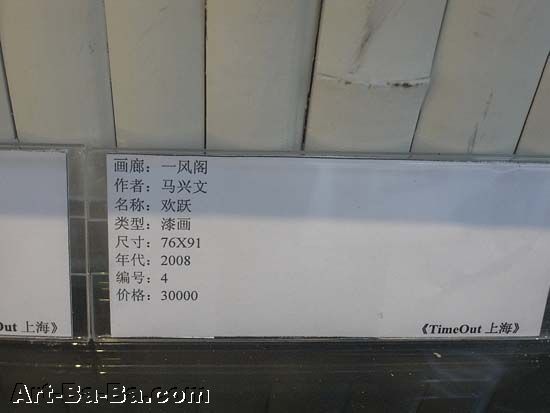 画廊：一风阁
作者：马兴文
名称：欢跃
类型：漆画
尺寸：76X91
年代：2008
编号：4
价格：30000
Out 上海》
《TimeOut 上海》
Art-Ba-Ba.com